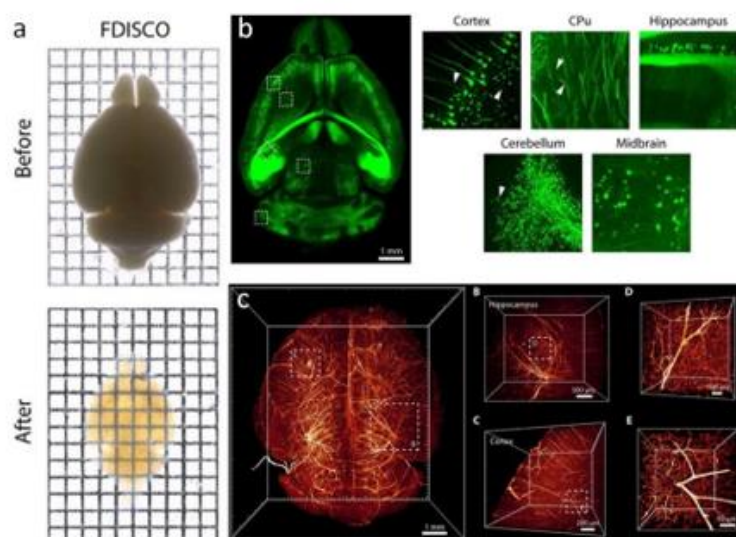 a
FDISCO
Before
After
b
1 mm
Cortex
CPu
Hippocampus
Cerebellum
Midbrain
C
1 mm
B
Hippocampus
500 μm
D
C
Cortex
E